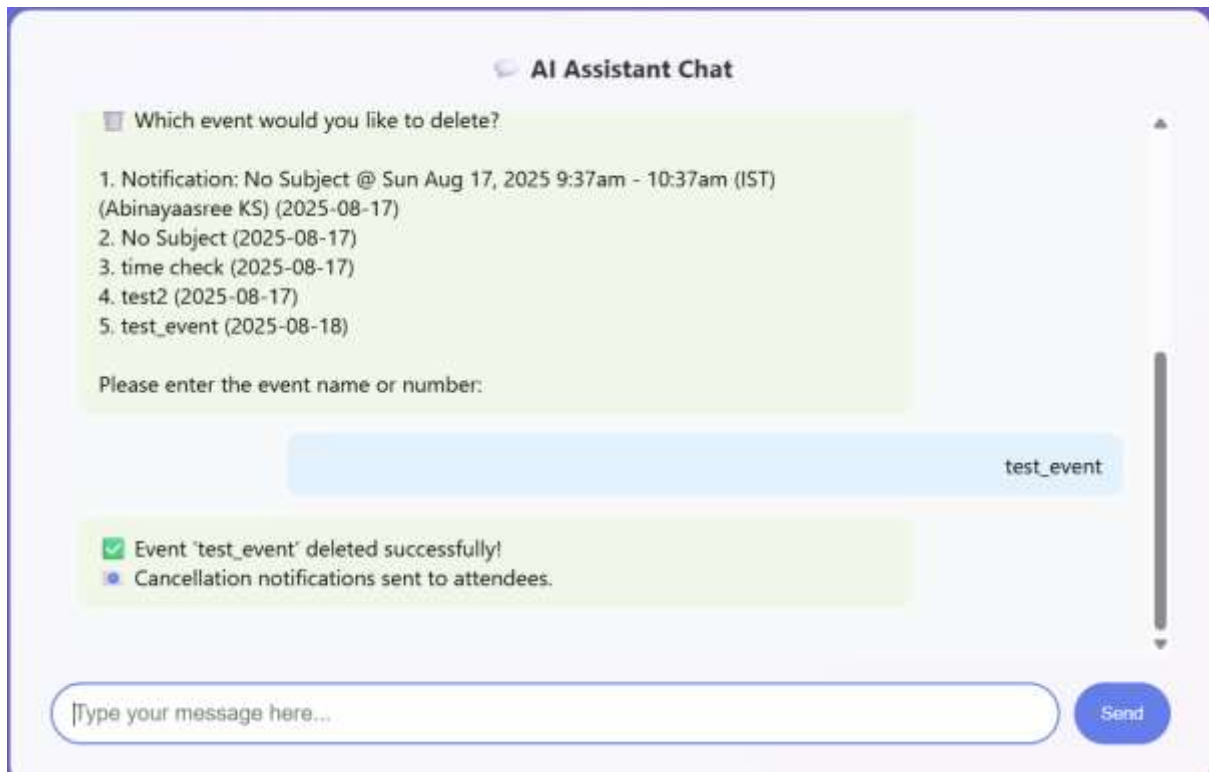 AI Assistant Chat
Which event would you like to delete?
1. Notification: No Subject @ Sun Aug 17, 2025 9:37am - 10:37am (IST)
(Abinayaasree KS) (2025-08-17)
2. No Subject (2025-08-17)
3. time check (2025-08-17)
4. test2 (2025-08-17)
5. test_event (2025-08-18)
Please enter the event name or number:
test_event
Event 'test_event' deleted successfully!
Cancellation notifications sent to attendees.
Type your message here...
Send